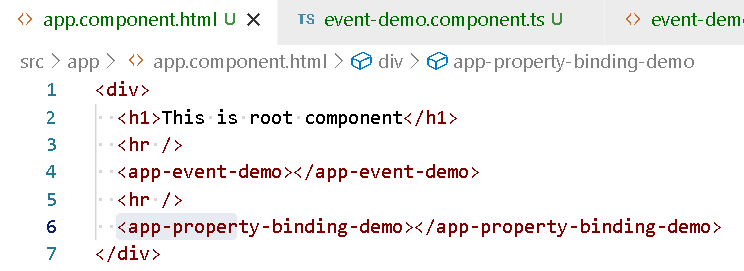 app.component.html U × TS event-demo.component.ts U <> event-dem
src > app > <> app.component.html > div > app-property-binding-demo
1 <div>
2 <h1>This is root component</h1>
3 <hr />
4 <app-event-demo></app-event-demo>
5 <hr />
6 <app-property-binding-demo></app-property-binding-demo>
7 </div>